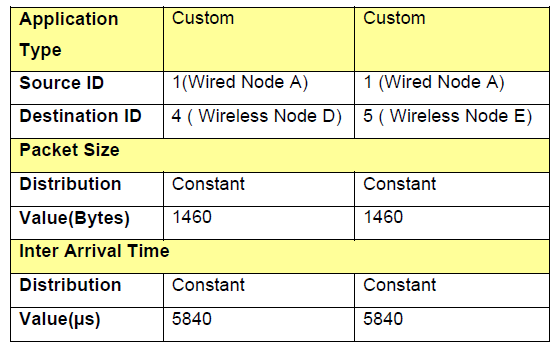 Application Type Custom Custom
Source ID 1(Wired Node A) 1 (Wired Node A)
Destination ID 4 ( Wireless Node D) 5 ( Wireless Node E)
Packet Size
Distribution Constant Constant
Value(Bytes) 1460 1460
Inter Arrival Time
Distribution Constant Constant
Value(µs) 5840 5840